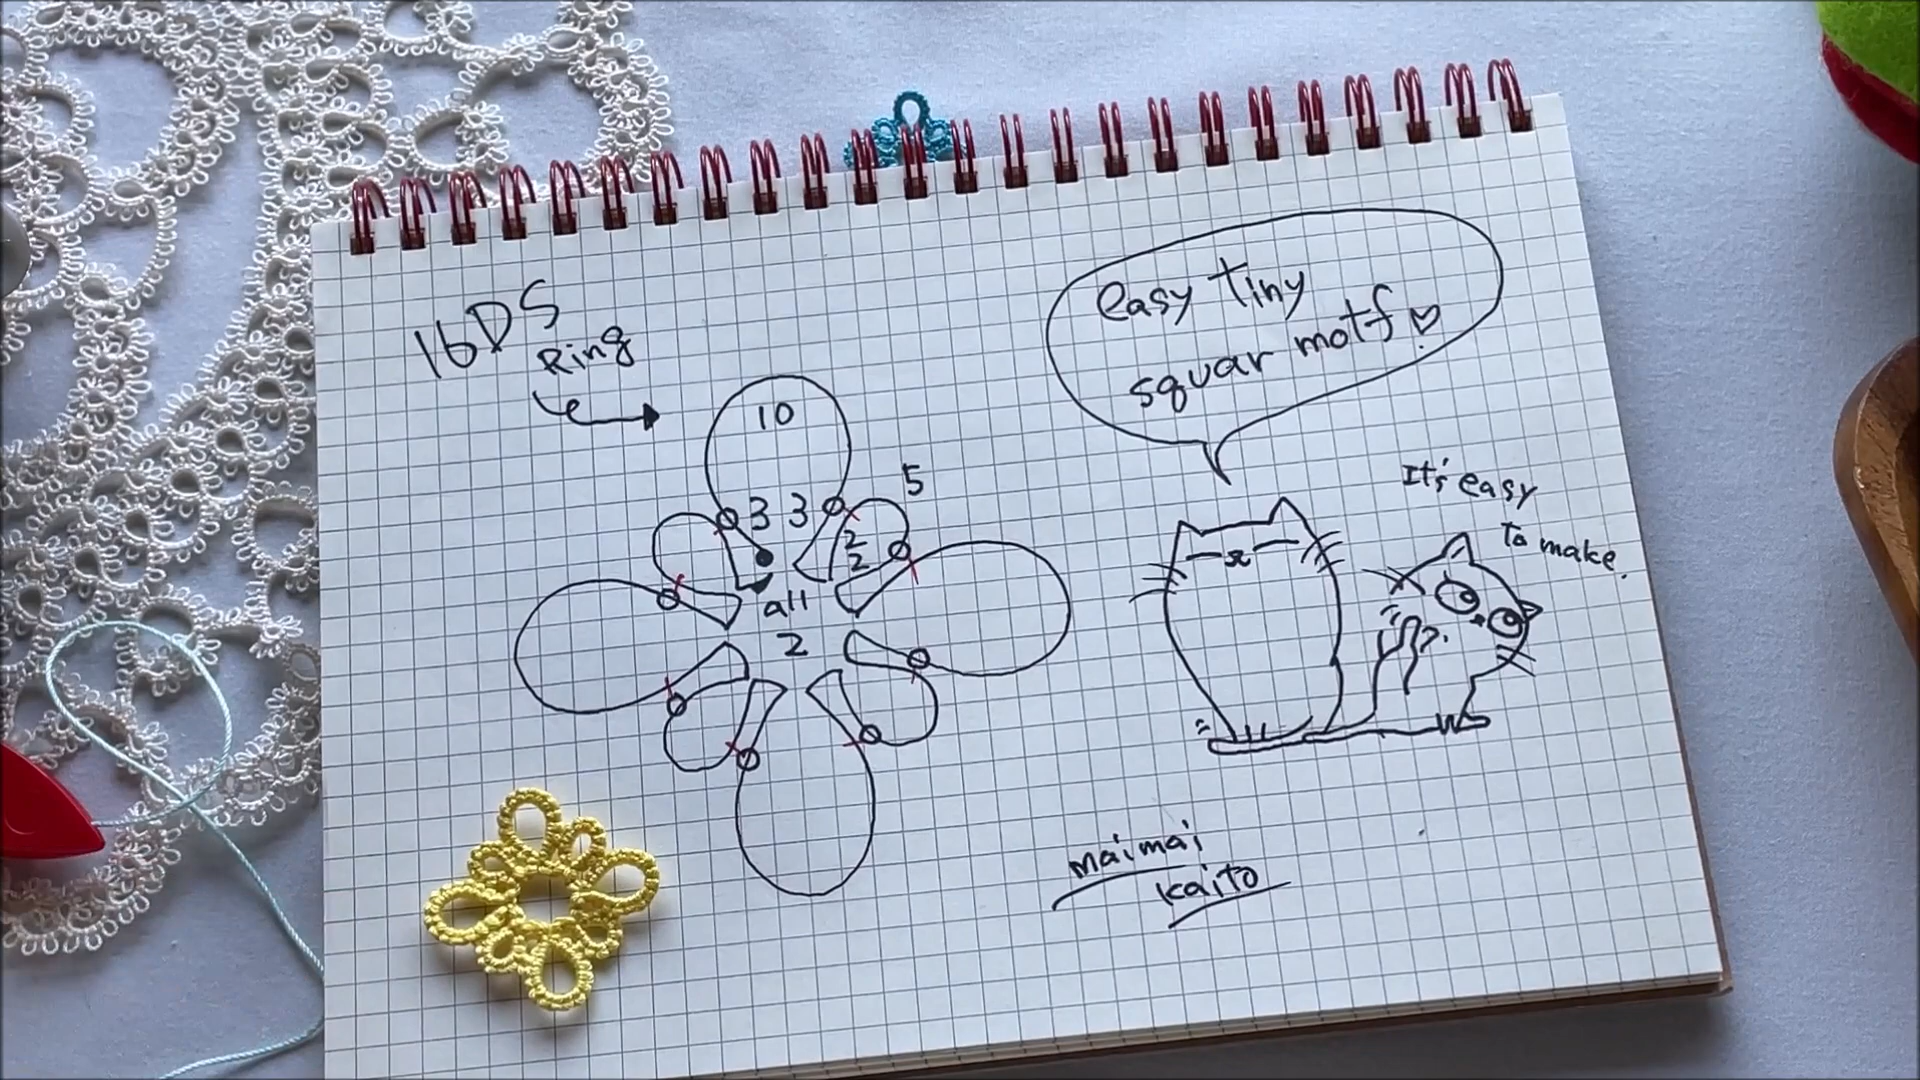 16DS
Ring
10
3 3
5
2
2
all
2
easy Tiny
squar motf♡
It's easy
To make.
maimai
kaito